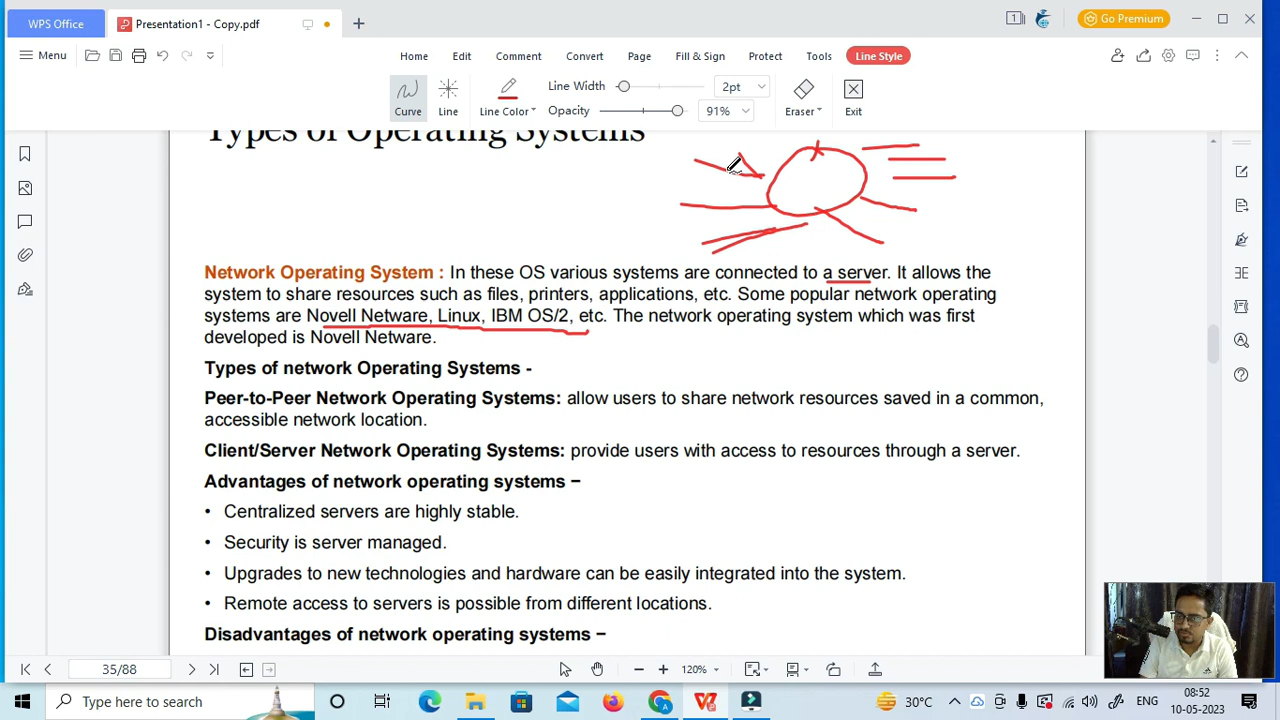 WPS Office
Presentation1 - Copy.pdf
1
Go Premium
Menu
Home
Edit
Comment
Convert
Page
Fill & Sign
Protect
Tools
Line Style
Curve
Line
Line Color
Line Width
2pt
Opacity
91%
Eraser
Exit
Types of Operating Systems
Network Operating System : In these OS various systems are connected to a server. It allows the
system to share resources such as files, printers, applications, etc. Some popular network operating
systems are Novell Netware, Linux, IBM OS/2, etc. The network operating system which was first
developed is Novell Netware.
Types of network Operating Systems -
Peer-to-Peer Network Operating Systems: allow users to share network resources saved in a common,
accessible network location.
Client/Server Network Operating Systems: provide users with access to resources through a server.
Advantages of network operating systems −
• Centralized servers are highly stable.
• Security is server managed.
• Upgrades to new technologies and hardware can be easily integrated into the system.
• Remote access to servers is possible from different locations.
Disadvantages of network operating systems −
35/88
120%
Type here to search
30°C
ENG
08:52
10-05-2023